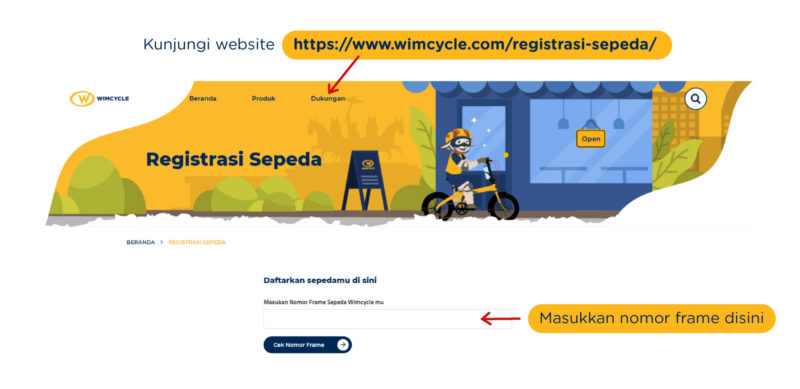 Kunjungi website https://www.wimcycle.com/registrasi-sepeda/
WIMCYCLE Beranda Produk Dukungan
Open
Registrasi Sepeda
BERANDA > REGISTRASI SEPEDA
Daftarkan sepedamu di sini
Masukan Nomor Frame Sepeda Wimcycle mu
Masukkan nomor frame disini
Cek Nomor Frame